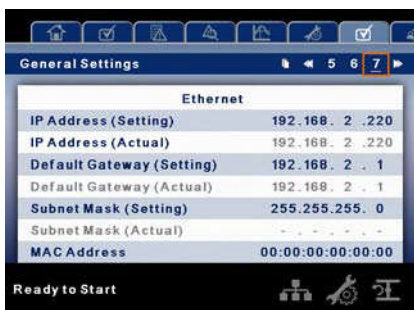 General Settings 5 6 7
Ethernet
IP Address (Setting) 192.168. 2 .220
IP Address (Actual) 192.168. 2 .220
Default Gateway (Setting) 192.168. 2 . 1
Default Gateway (Actual) 192.168. 2 . 1
Subnet Mask (Setting) 255.255.255. 0
Subnet Mask (Actual) - . - . - . -
MAC Address 00:00:00:00:00:00
Ready to Start